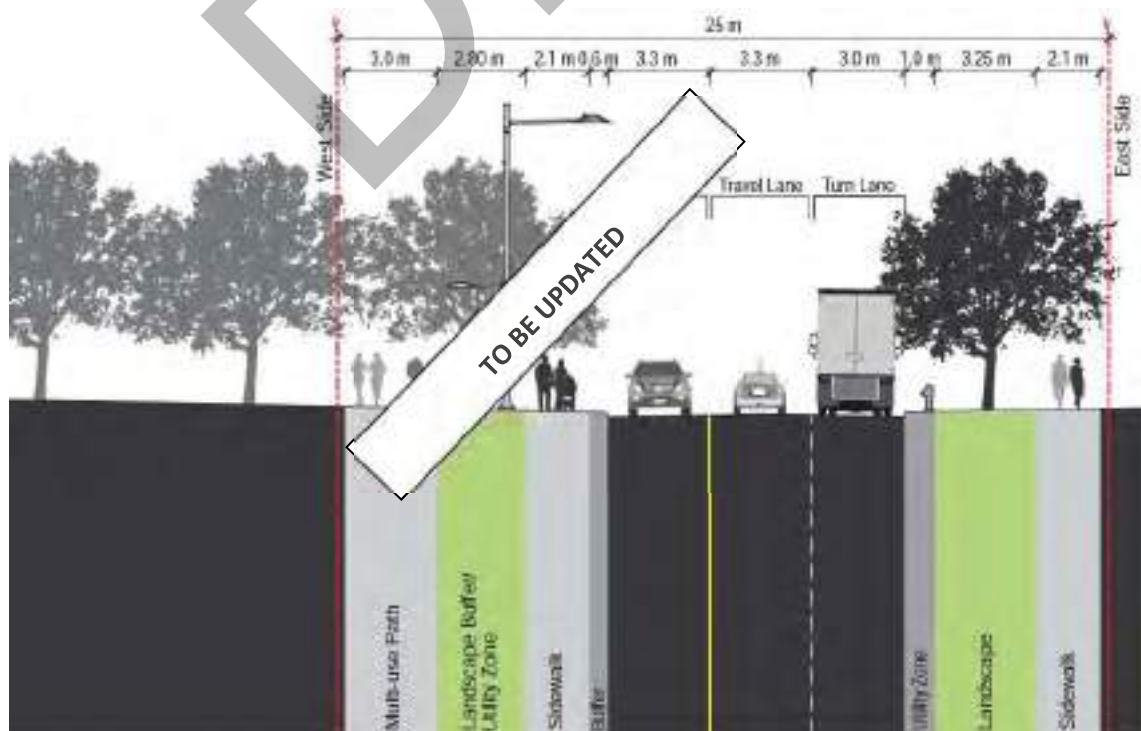 25 m
3.0 m 2.80 m 2.1 m 0.6 m 3.3 m 3.3 m 3.0 m 1.0 m 3.25 m 2.1 m
West Side
East Side
Travel Lane Turn Lane
TO BE UPDATED
Multi-use Path
Landscape Buffer/
Utility Zone
Sidewalk
Buffer
Utility Zone
Landscape
Sidewalk